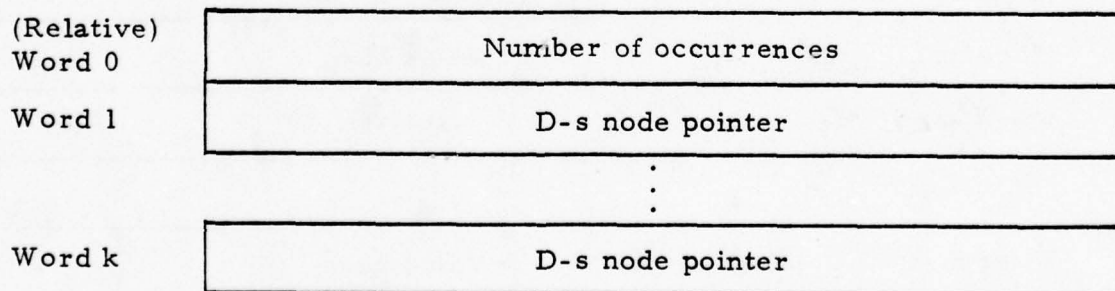 (Relative)
Word 0
Number of occurrences
Word 1
D-s node pointer
Word k
D-s node pointer